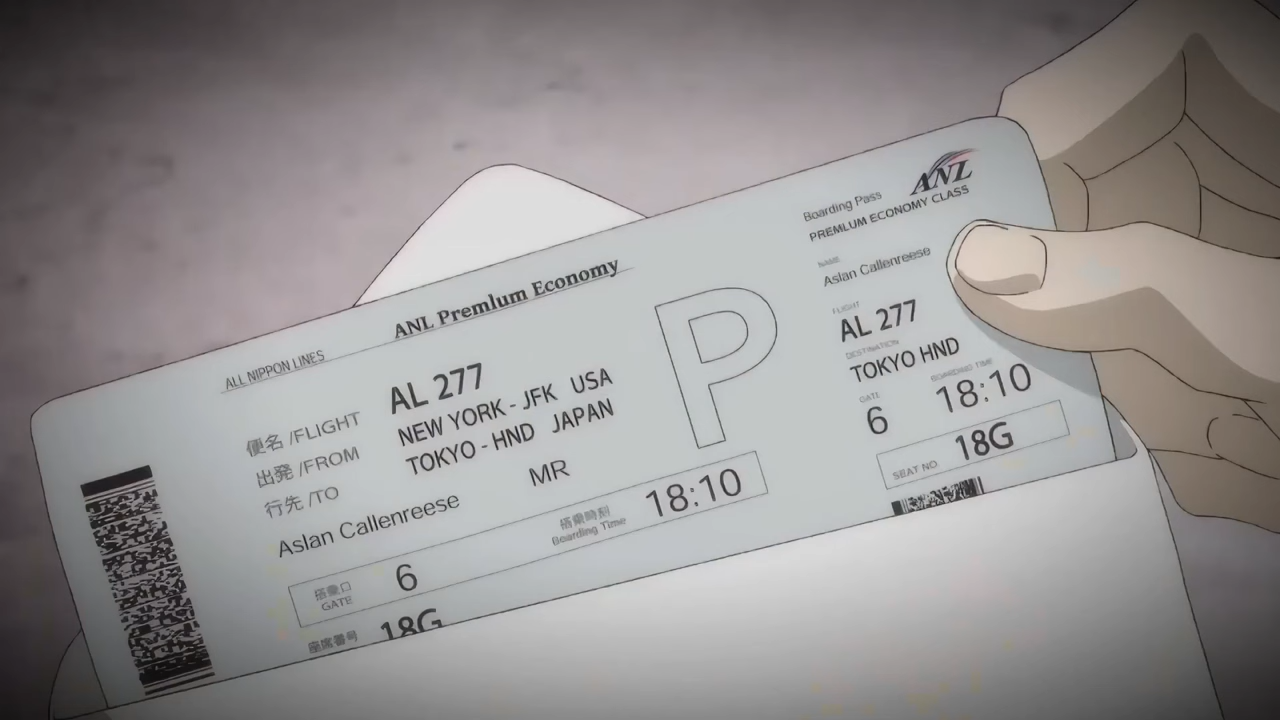 ALL NIPPON LINES
ANL Premlum Economy
便名 /FLIGHT AL 277
出発 /FROM NEW YORK - JFK USA
行先 /TO TOKYO - HND JAPAN
Aslan Callenreese MR
搭乗口
GATE
6
搭乗時刻
Boarding Time
18:10
座席番号 18G
P
ANZ
Boarding Pass
PREMLUM ECONOMY CLASS
NAME
Aslan Callenreese
FLIGHT
AL 277
DESTINATION
TOKYO HND
GATE BOARDING TIME
6 18:10
SEAT NO. 18G